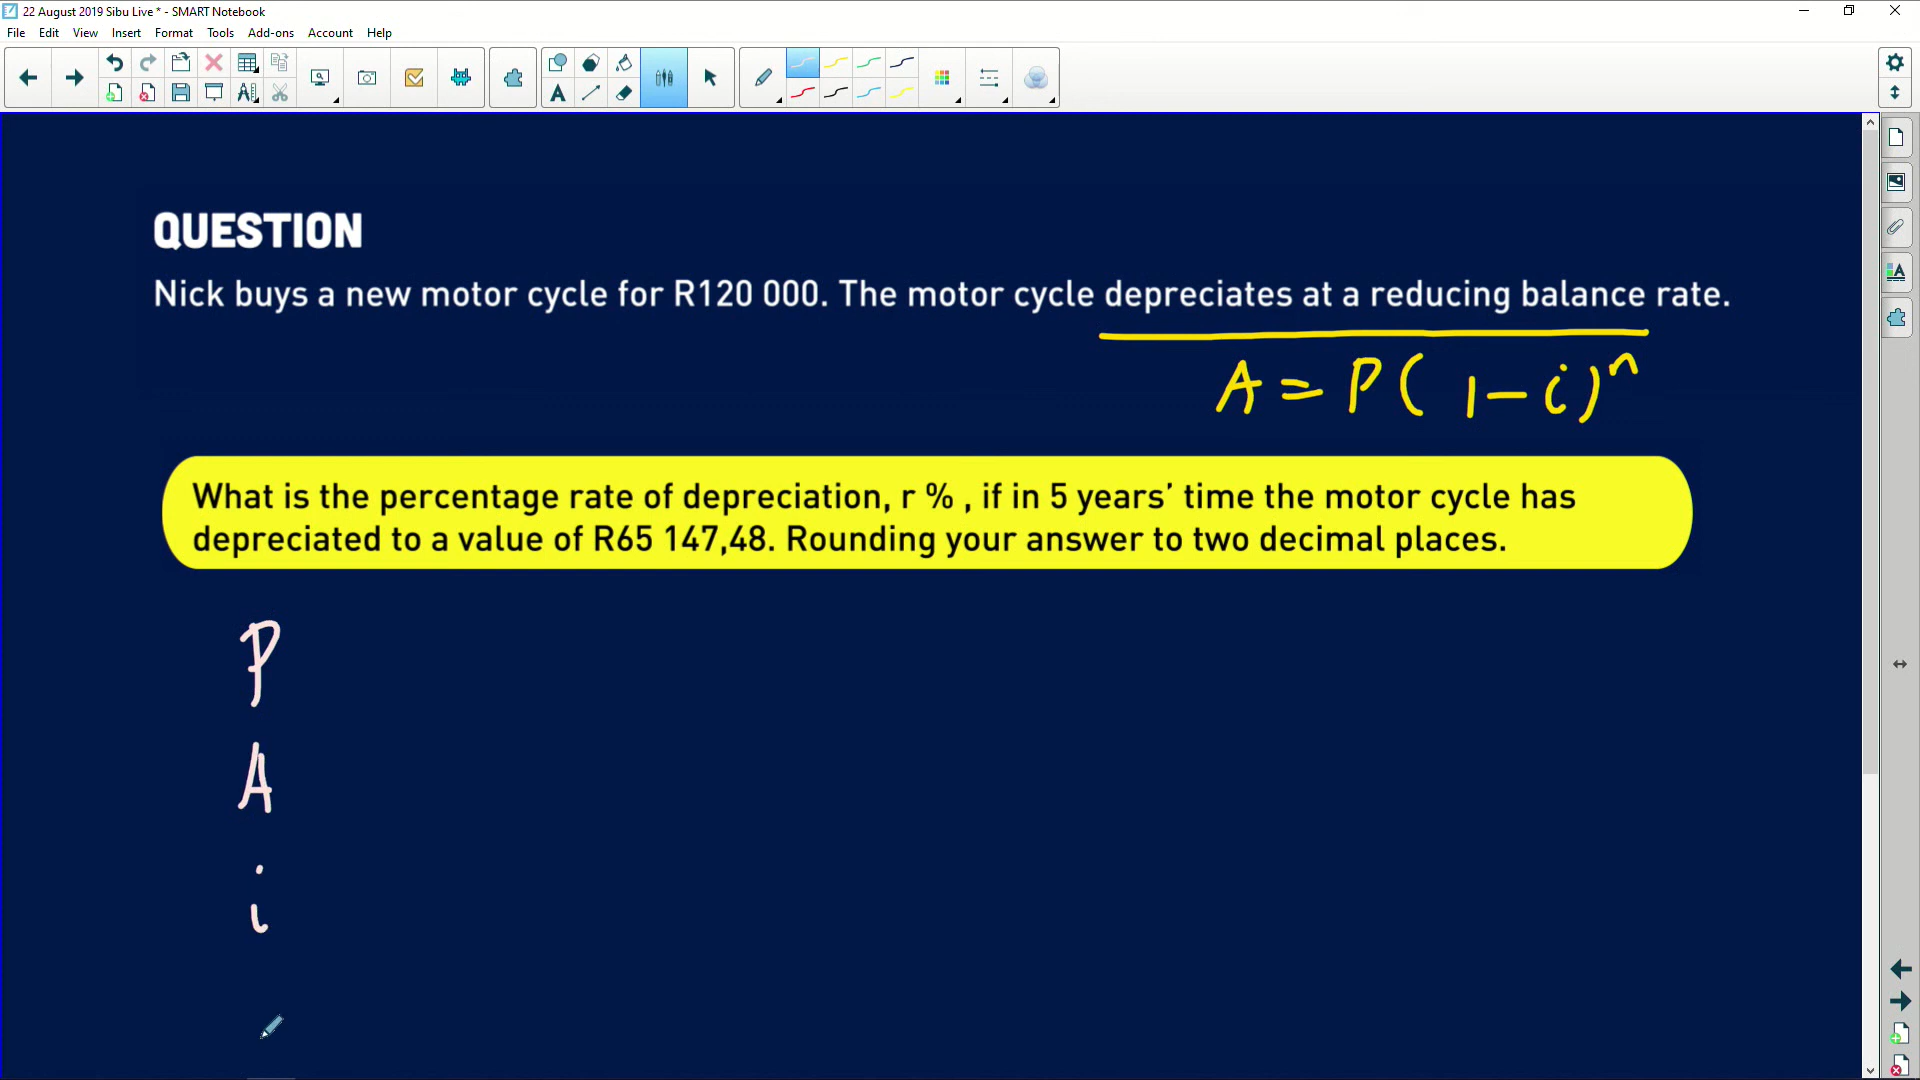 22 August 2019 Sibu Live * - SMART Notebook
File Edit View Insert Format Tools Add-ons Account Help
QUESTION
Nick buys a new motor cycle for R120 000. The motor cycle depreciates at a reducing balance rate.
A = P( 1-i)ⁿ
What is the percentage rate of depreciation, r % , if in 5 years’ time the motor cycle has
depreciated to a value of R65 147,48. Rounding your answer to two decimal places.
P
A
i